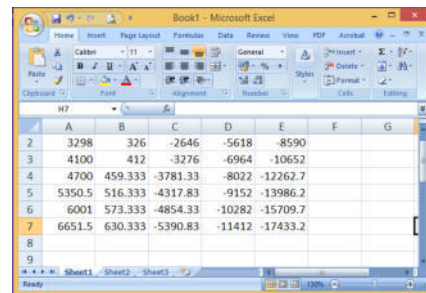 Book1 - Microsoft Excel
Home Insert Page Layout Formulas Data Review View PDF Acrobat
Calibri 11 General Insert
Paste Styles Delete
Format
Clipboard Font Alignment Number Cells Editing
H7 fx
A B C D E F G
2 3298 326 -2646 -5618 -8590
3 4100 412 -3276 -6964 -10652
4 4700 459.333 -3781.33 -8022 -12262.7
5 5350.5 516.333 -4317.83 -9152 -13986.2
6 6001 573.333 -4854.33 -10282 -15709.7
7 6651.5 630.333 -5390.83 -11412 -17433.2
8
9
Sheet1 Sheet2 Sheet3
Ready 130%